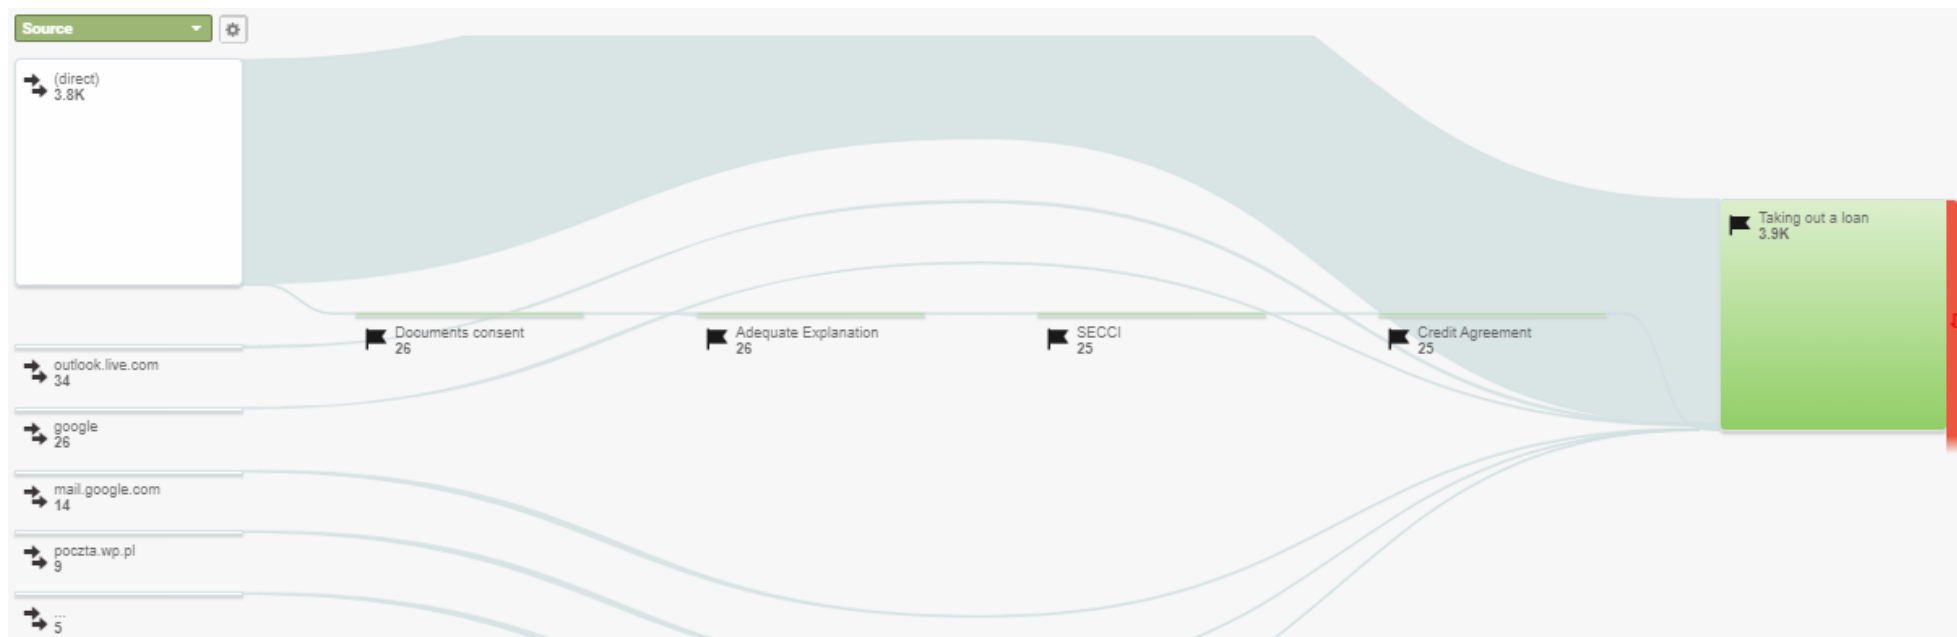 Source
(direct)
3.8K
Taking out a loan
3.9K
Documents consent
26
Adequate Explanation
26
SECCI
25
Credit Agreement
25
outlook.live.com
34
google
26
mail.google.com
14
poczta.wp.pl
9
...
5